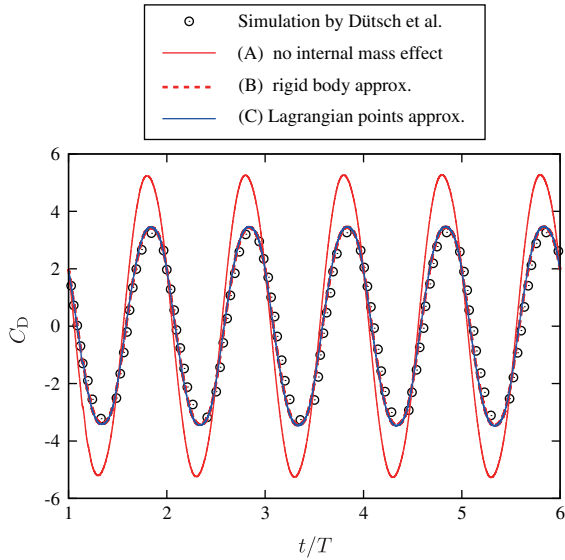 Simulation by Dütsch et al.
(A) no internal mass effect
(B) rigid body approx.
(C) Lagrangian points approx.
6
4
2
0
-2
-4
-6
C_D
1 2 3 4 5 6
t/T